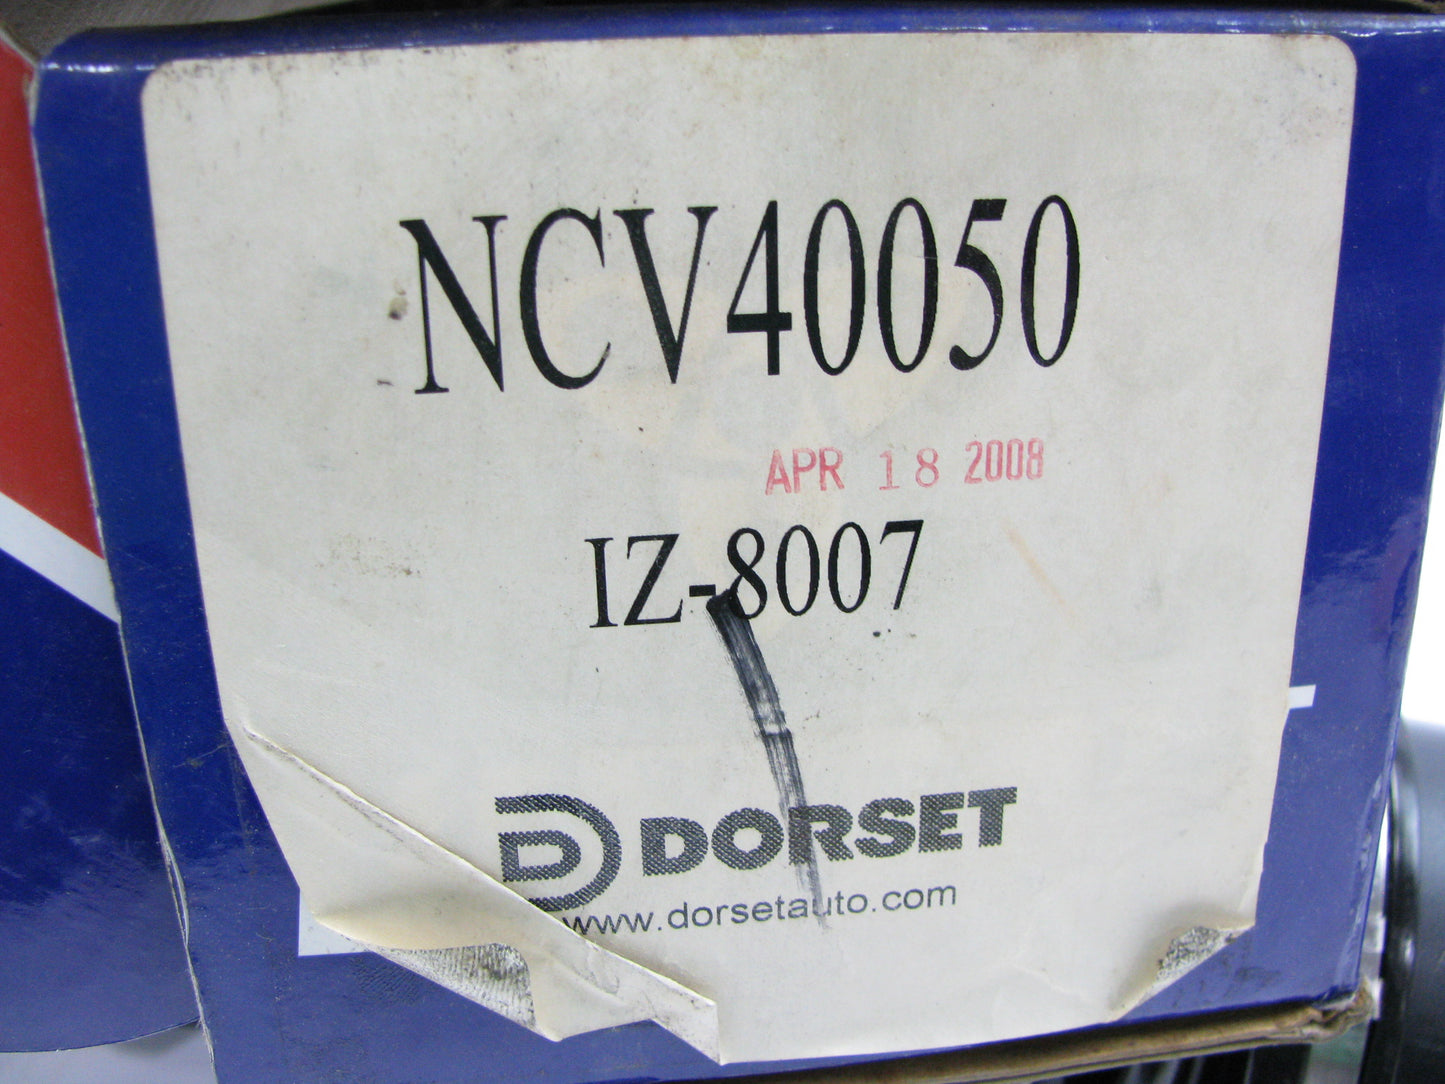 NCV40050
APR 18 2008
IZ-8007
DORSET
www.dorsetauto.com